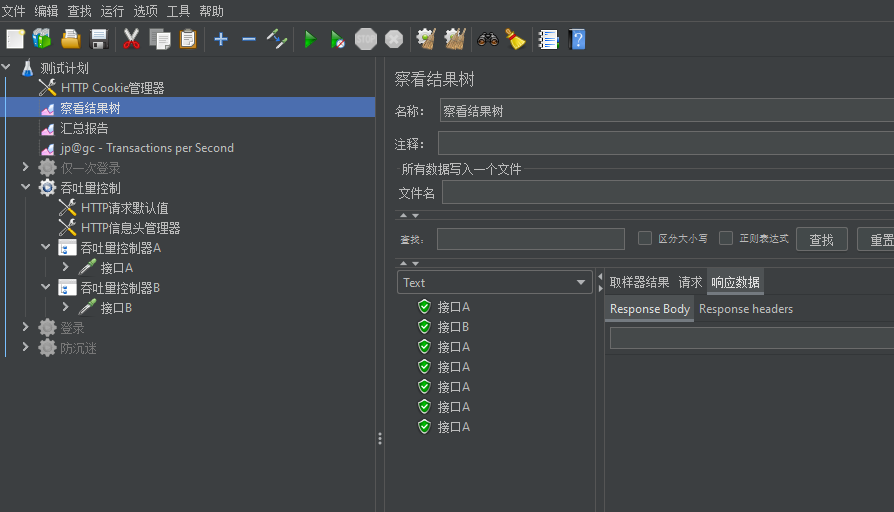 文件 编辑 查找 运行 选项 工具 帮助
测试计划
HTTP Cookie管理器
察看结果树
汇总报告
jp@gc - Transactions per Second
仅一次登录
吞吐量控制
HTTP请求默认值
HTTP信息头管理器
吞吐量控制器A
接口A
吞吐量控制器B
接口B
登录
防沉迷
察看结果树
名称： 察看结果树
注释：
所有数据写入一个文件
文件名
查找： 区分大小写 正则表达式 查找 重置
Text
接口A
接口B
接口A
接口A
接口A
接口A
接口A
取样器结果 请求 响应数据
Response Body Response headers